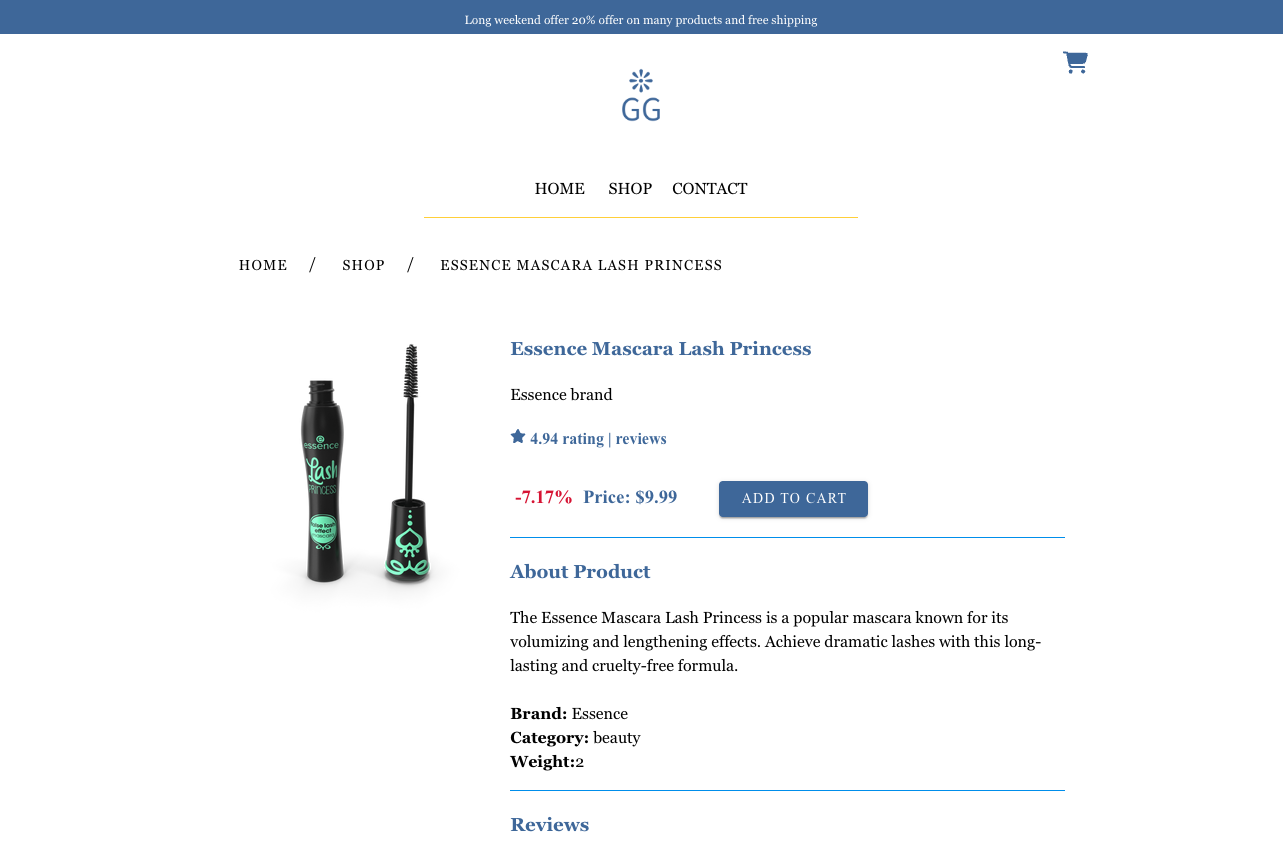 Long weekend offer 20% offer on many products and free shipping
GG
HOME SHOP CONTACT
HOME / SHOP / ESSENCE MASCARA LASH PRINCESS
Essence Mascara Lash Princess
Essence brand
4.94 rating | reviews
-7.17% Price: $9.99 ADD TO CART
essence
Lash
PRINCESS
false lash
effect
mascara
About Product
The Essence Mascara Lash Princess is a popular mascara known for its
volumizing and lengthening effects. Achieve dramatic lashes with this long-
lasting and cruelty-free formula.
Brand: Essence
Category: beauty
Weight:2
Reviews